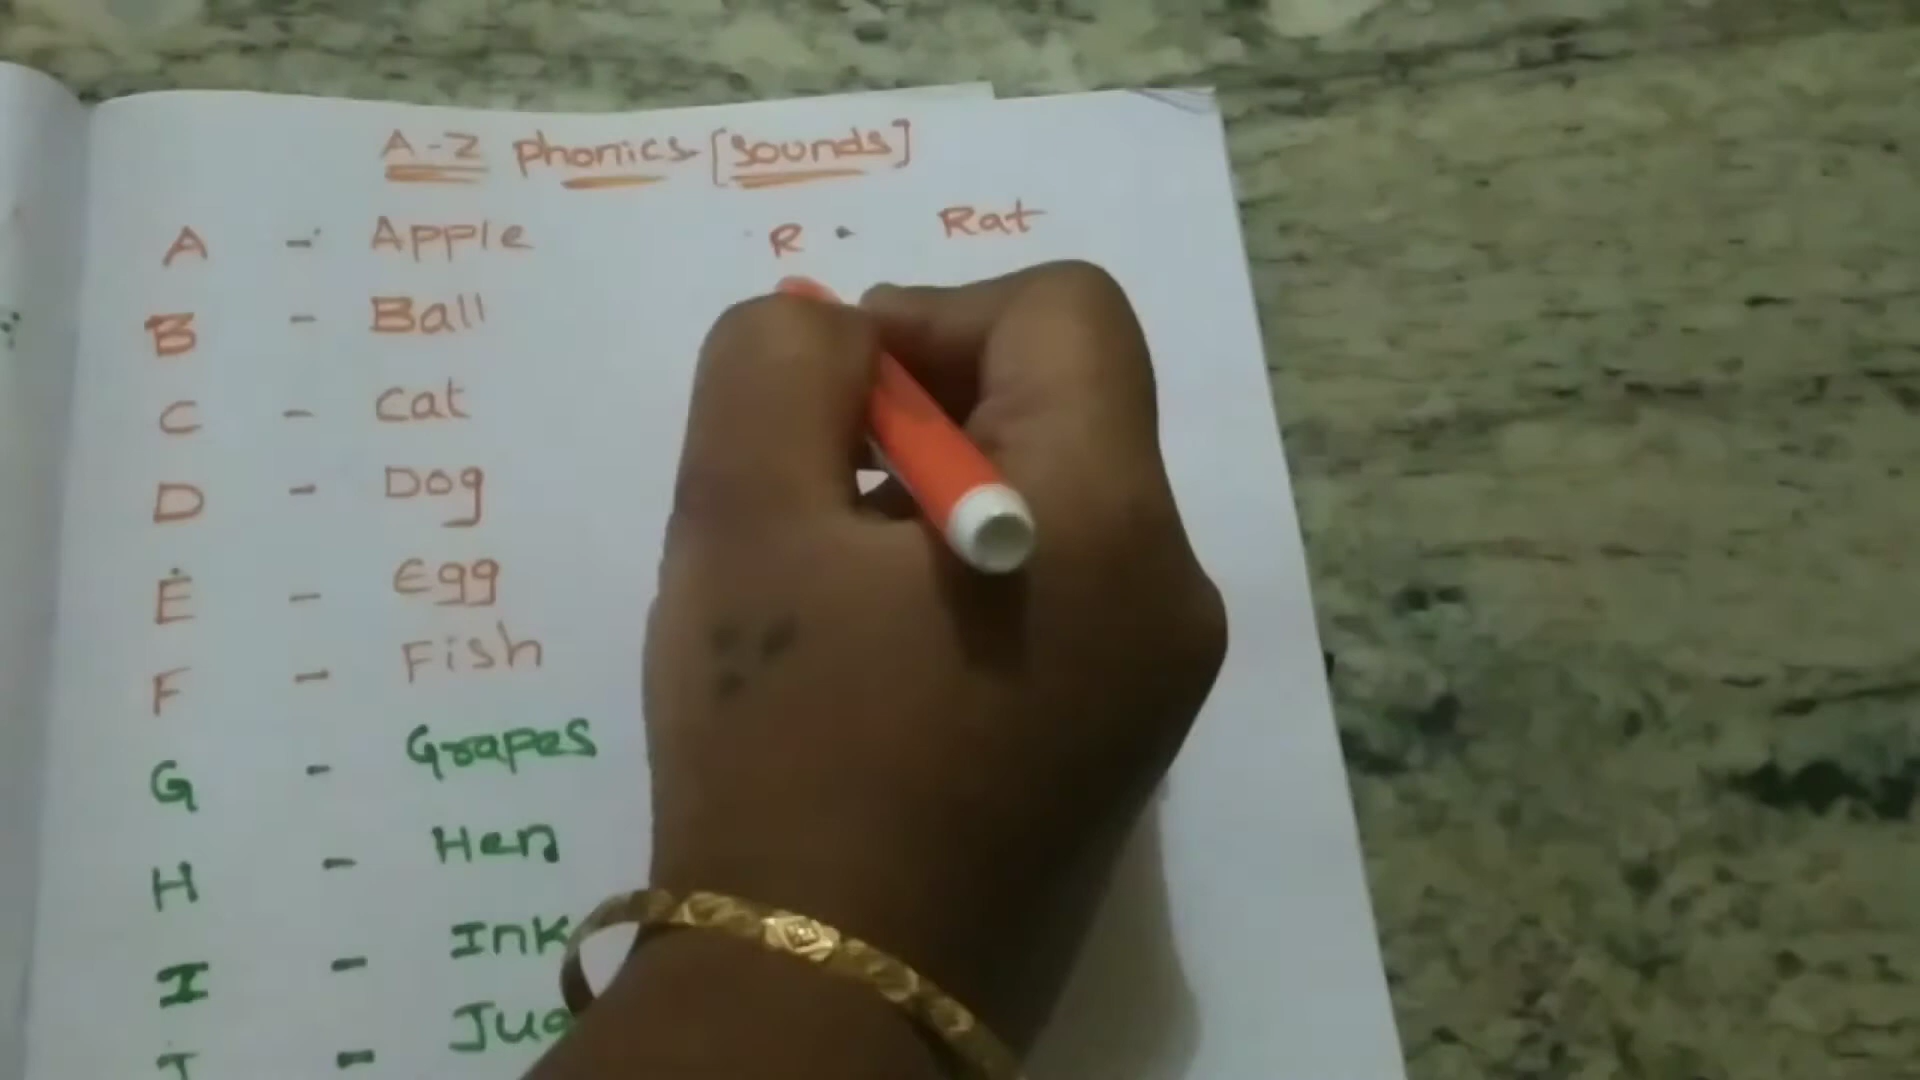 A-Z Phonics [Sounds]
A - Apple R - Rat
B - Ball
C - Cat
D - Dog
E - Egg
F - Fish
G - Grapes
H - Hen
I - Ink
J -